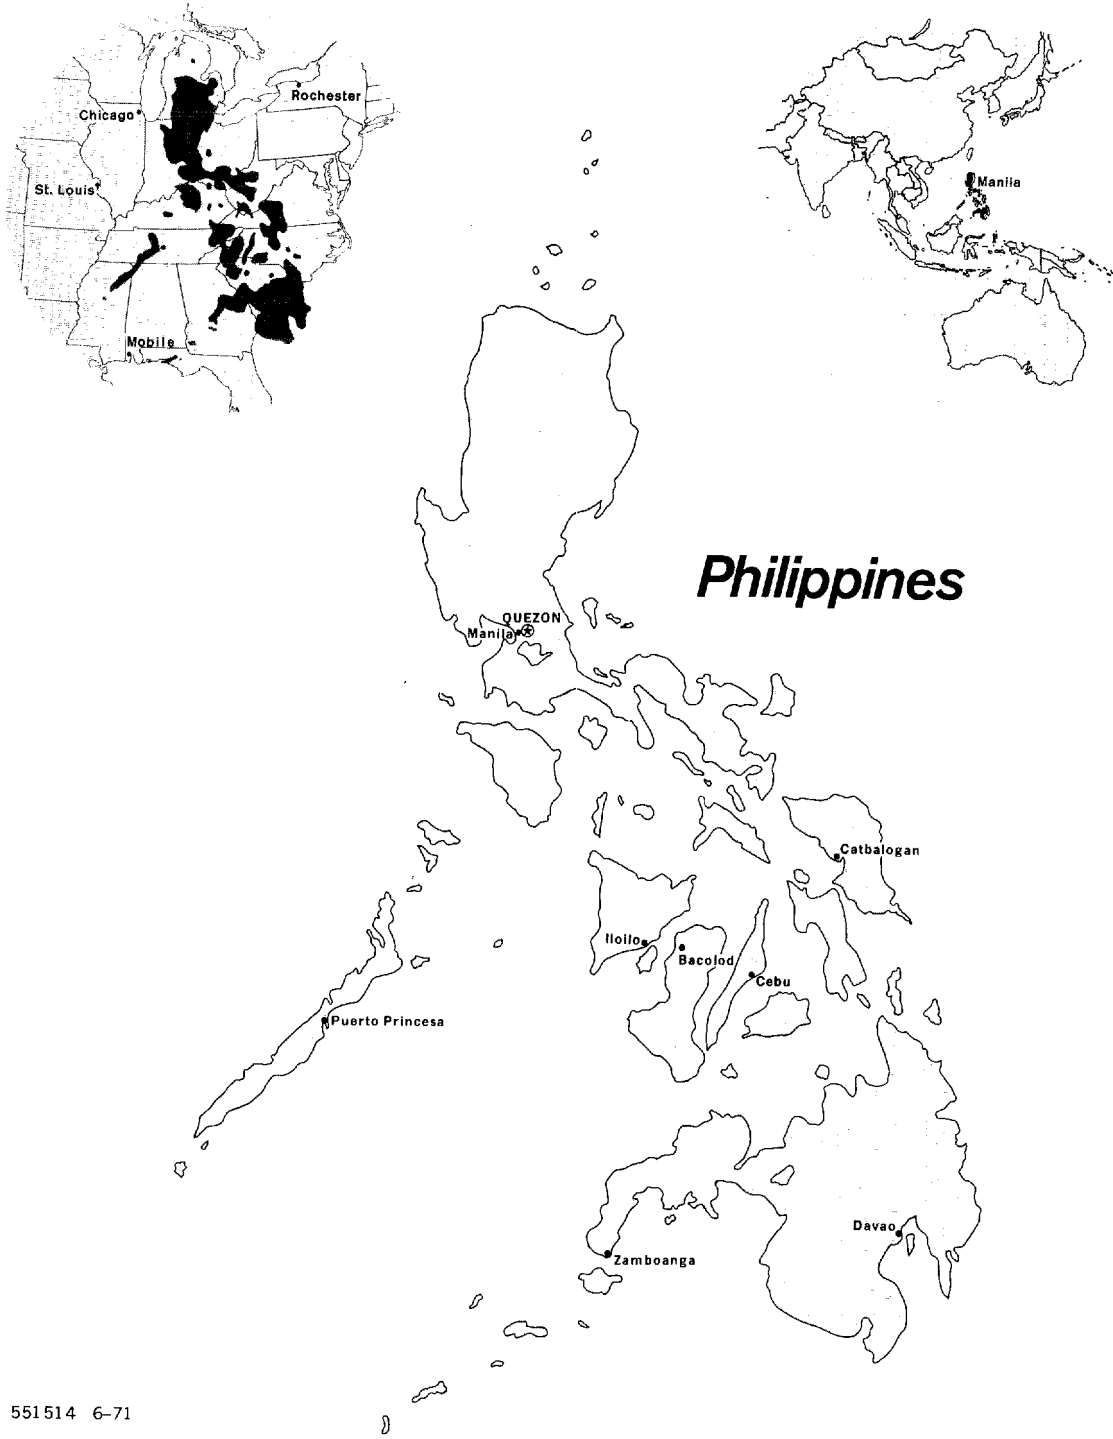 Rochester
Chicago
St. Louis
Mobile
Manila
Philippines
QUEZON
Manila
Catbalogan
Iloilo
Bacolod
Cebu
Puerto Princesa
Davao
Zamboanga
551514 6-71